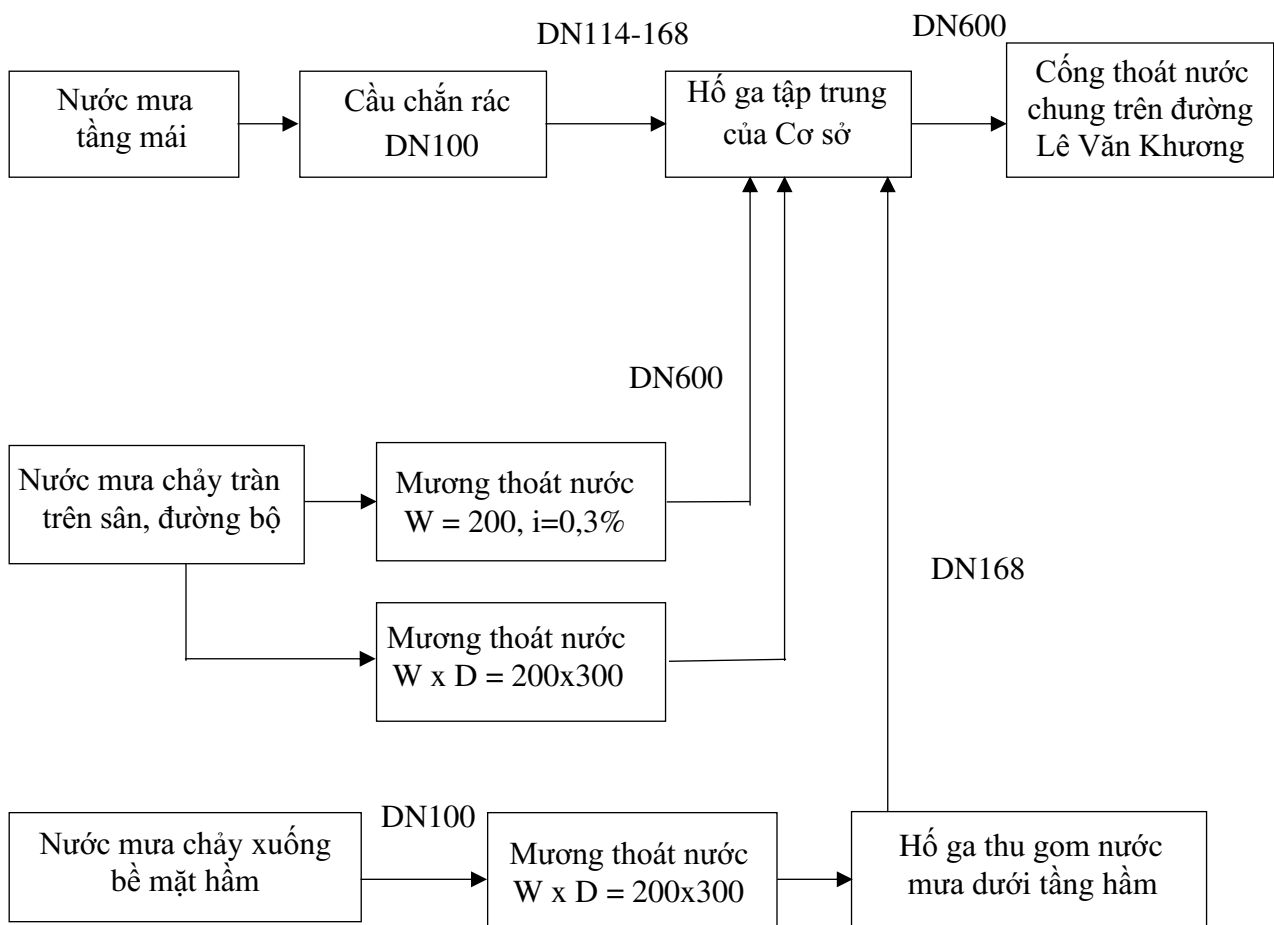 DN114-168
DN600
Nước mưa
tầng mái
Cầu chắn rác
DN100
Hố ga tập trung
của Cơ sở
Cống thoát nước
chung trên đường
Lê Văn Khương
DN600
Nước mưa chảy tràn
trên sân, đường bộ
Mương thoát nước
W = 200, i=0,3%
DN168
Mương thoát nước
W x D = 200x300
DN100
Nước mưa chảy xuống
bề mặt hầm
Mương thoát nước
W x D = 200x300
Hố ga thu gom nước
mưa dưới tầng hầm